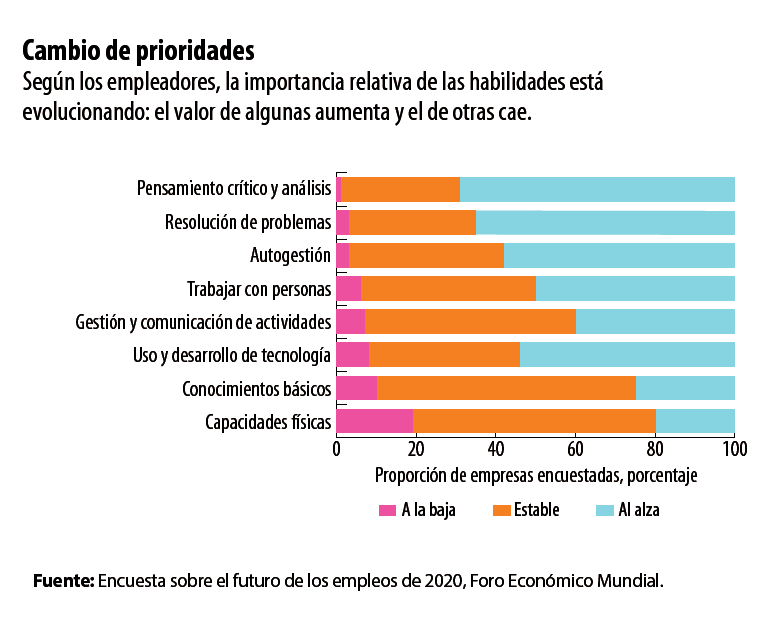 Cambio de prioridades
Según los empleadores, la importancia relativa de las habilidades está
evolucionando: el valor de algunas aumenta y el de otras cae.
Pensamiento crítico y análisis
Resolución de problemas
Autogestión
Trabajar con personas
Gestión y comunicación de actividades
Uso y desarrollo de tecnología
Conocimientos básicos
Capacidades físicas
0 20 40 60 80 100
Proporción de empresas encuestadas, porcentaje
A la baja Estable Al alza
Fuente: Encuesta sobre el futuro de los empleos de 2020, Foro Económico Mundial.